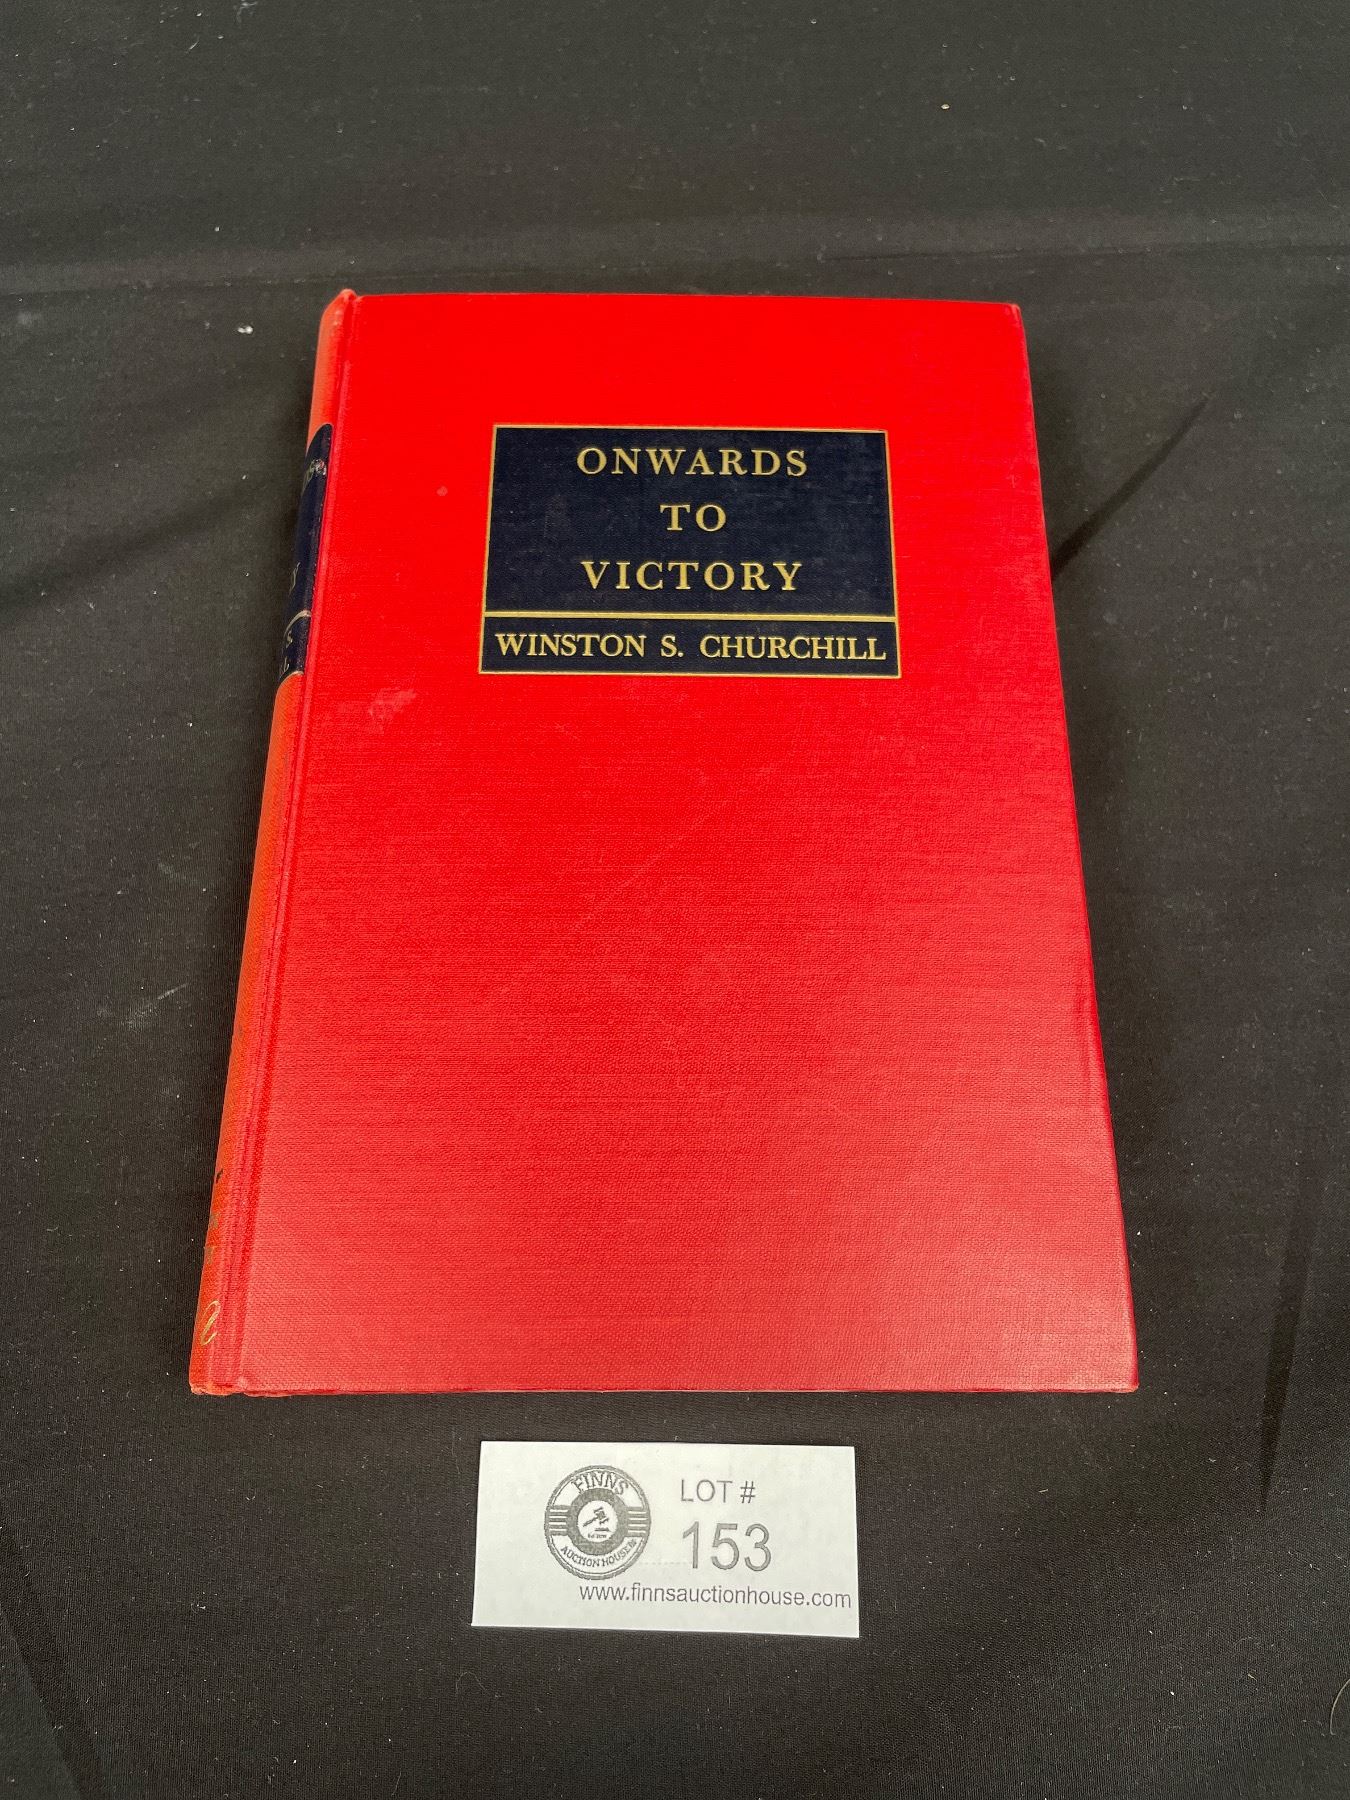 ONWARDS
TO
VICTORY
WINSTON S. CHURCHILL
FINNS
AUCTION HOUSE
LOT #
153
www.finnsauctionhouse.com